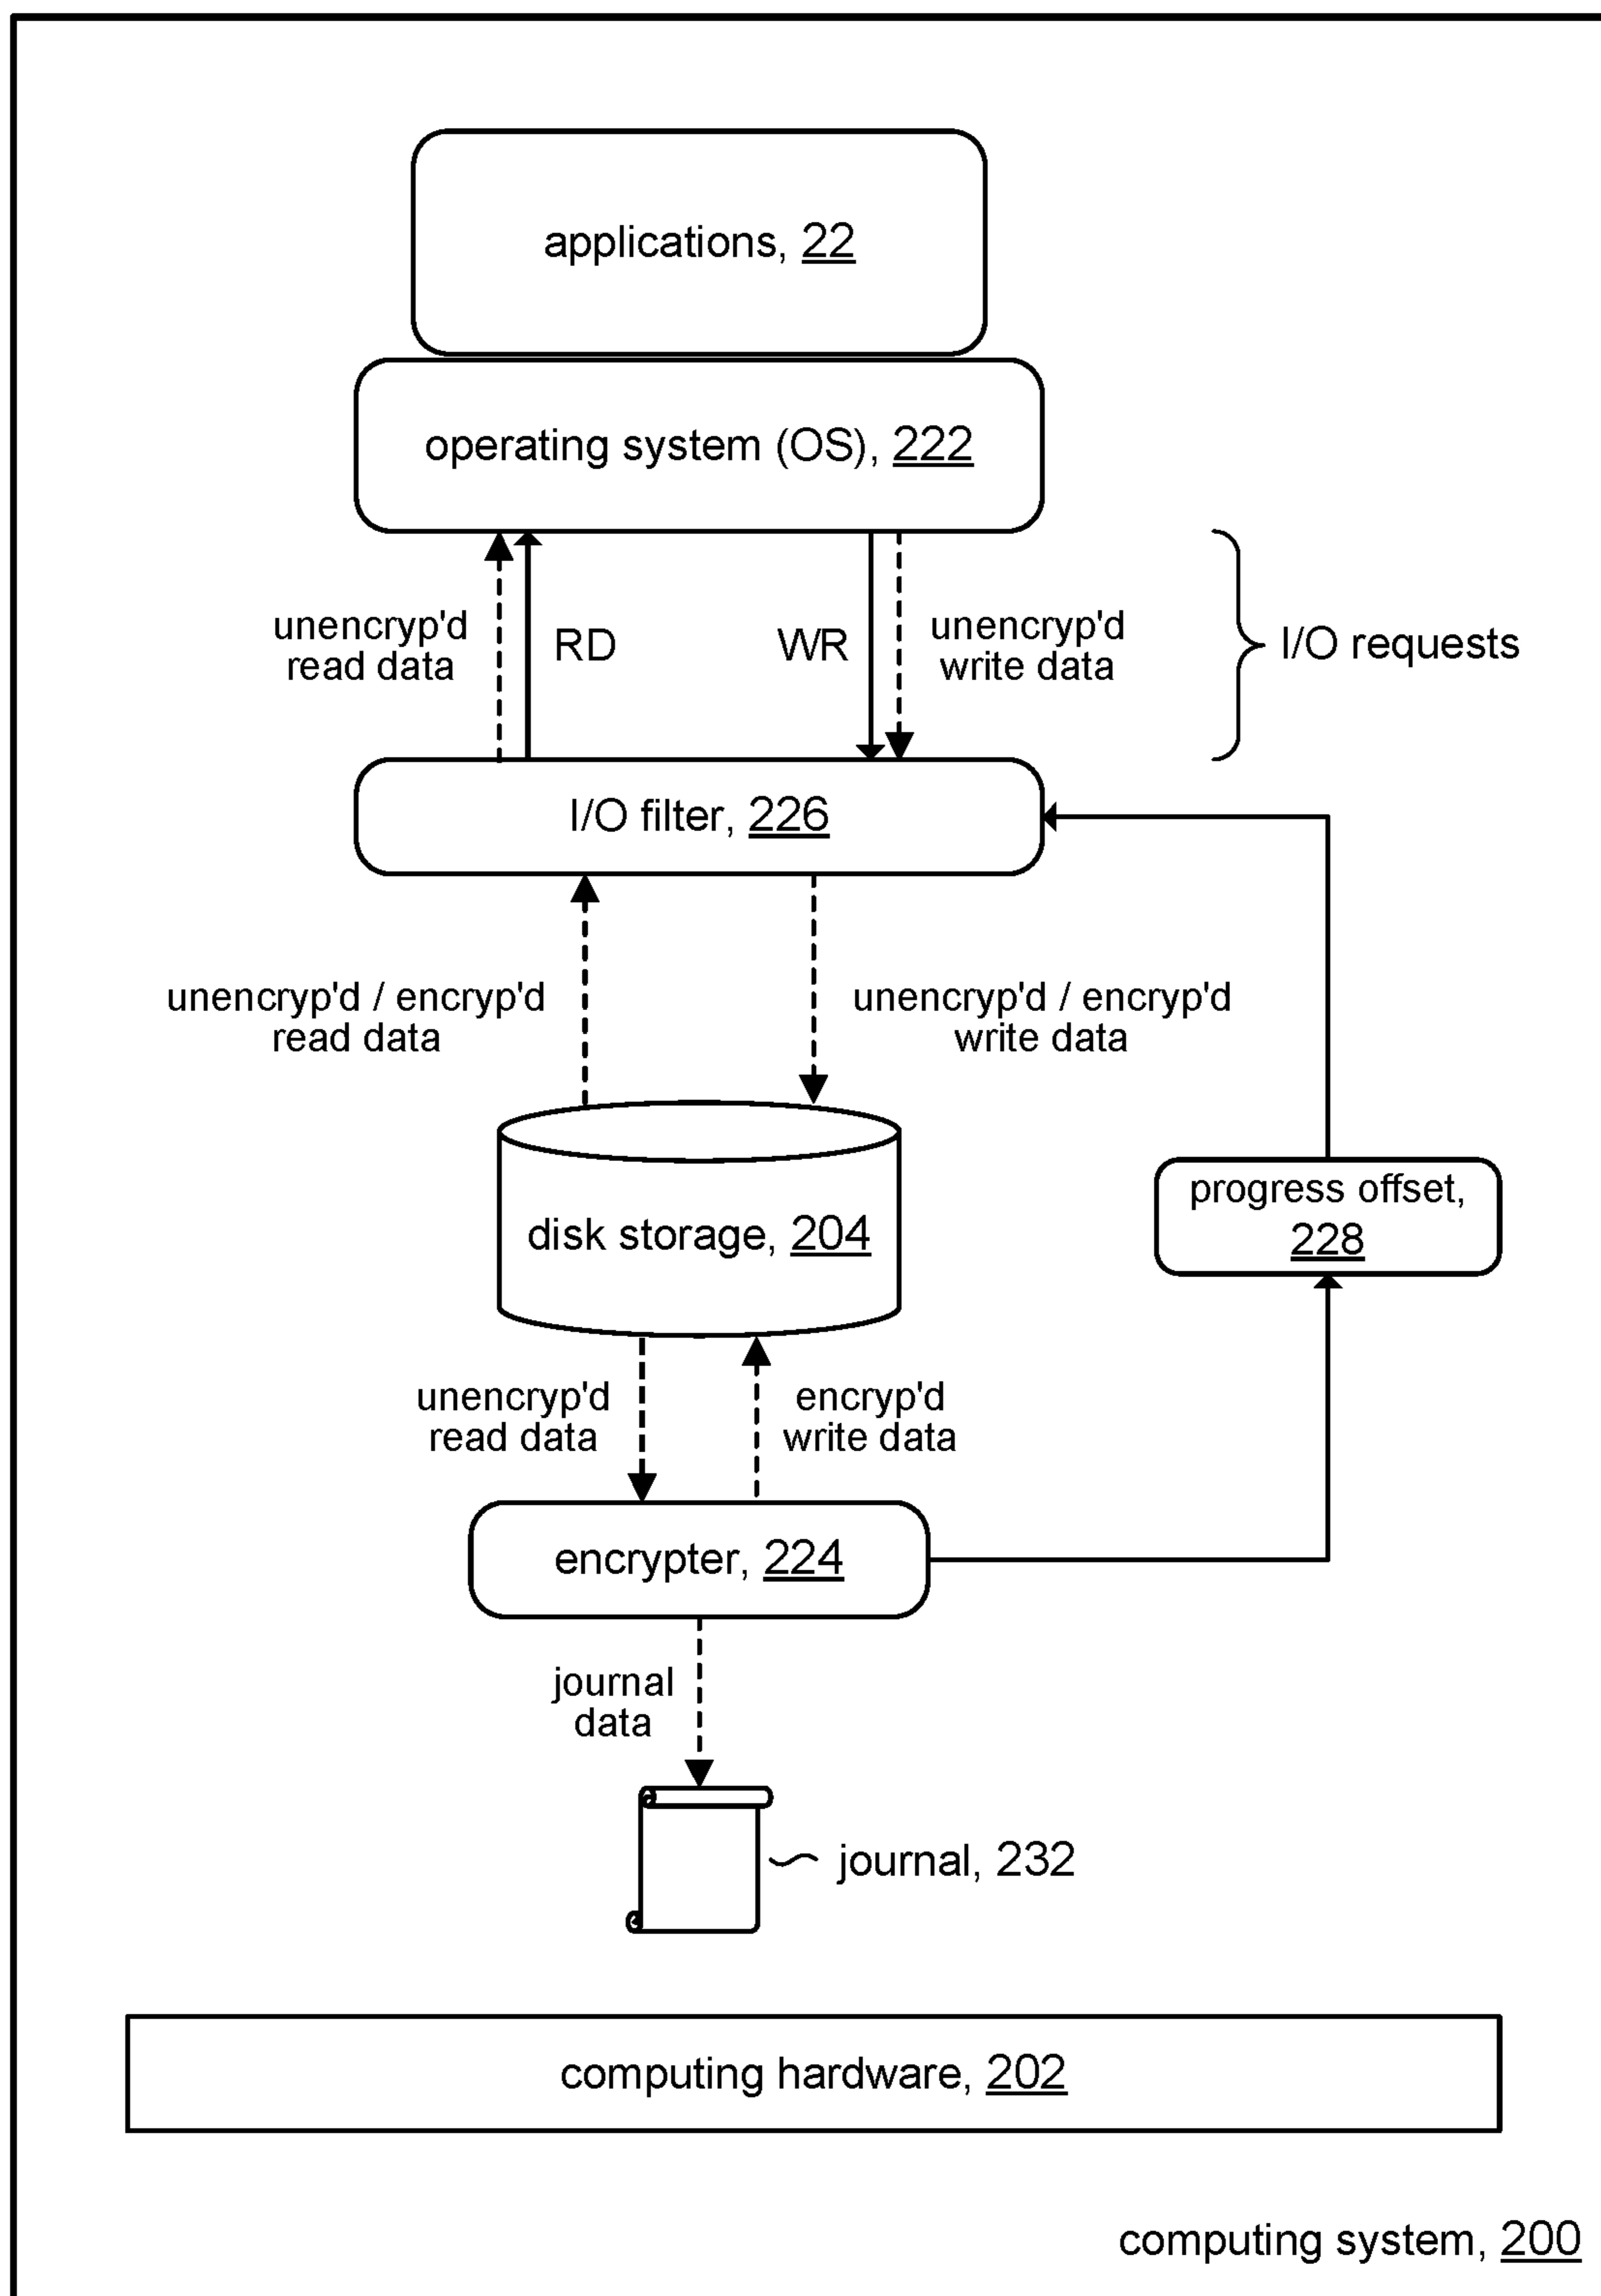 applications, 22
operating system (OS), 222
unencryp'd
read data
RD
WR
unencryp'd
write data
I/O requests
I/O filter, 226
unencryp'd / encryp'd
read data
unencryp'd / encryp'd
write data
disk storage, 204
progress offset,
228
unencryp'd
read data
encryp'd
write data
encrypter, 224
journal
data
journal, 232
computing hardware, 202
computing system, 200